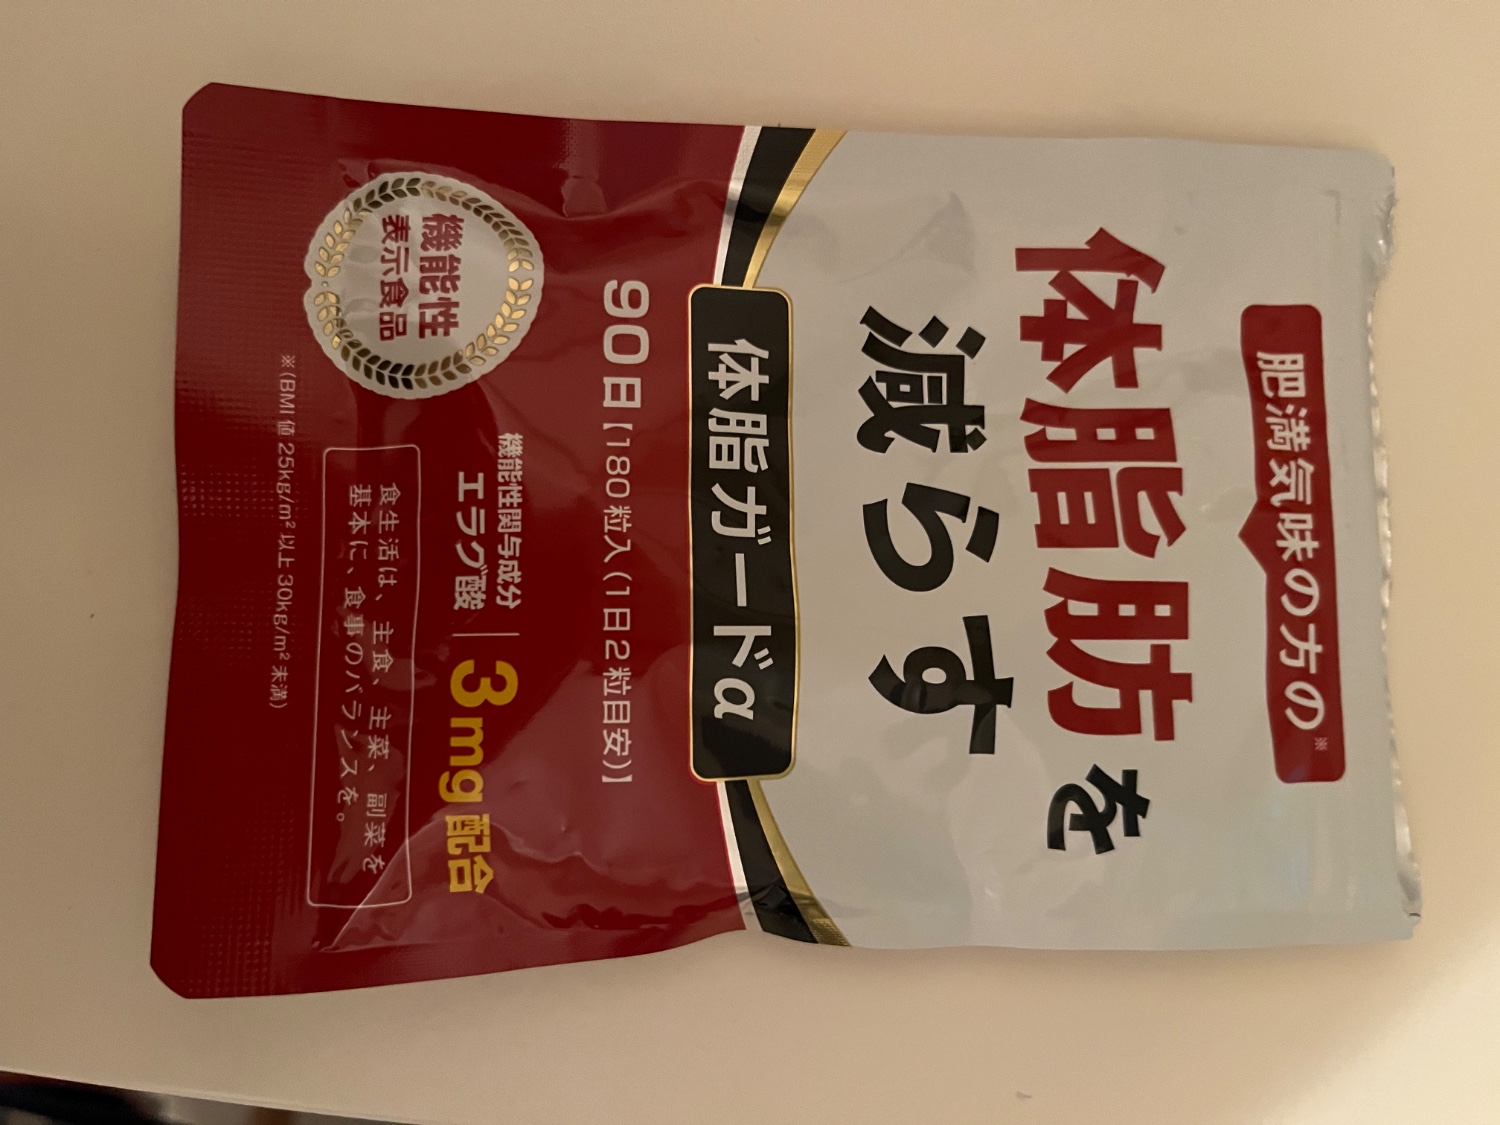 肥満気味の方の※
体脂肪を
減らす
体脂ガードα
90日【180粒入(1日2粒目安)】
機能性関与成分
エラグ酸
3mg配合
機能性
表示食品
食生活は、主食、主菜、副菜を
基本に、食事のバランスを。
※(BMI値 25kg/m²以上30kg/m²未満)